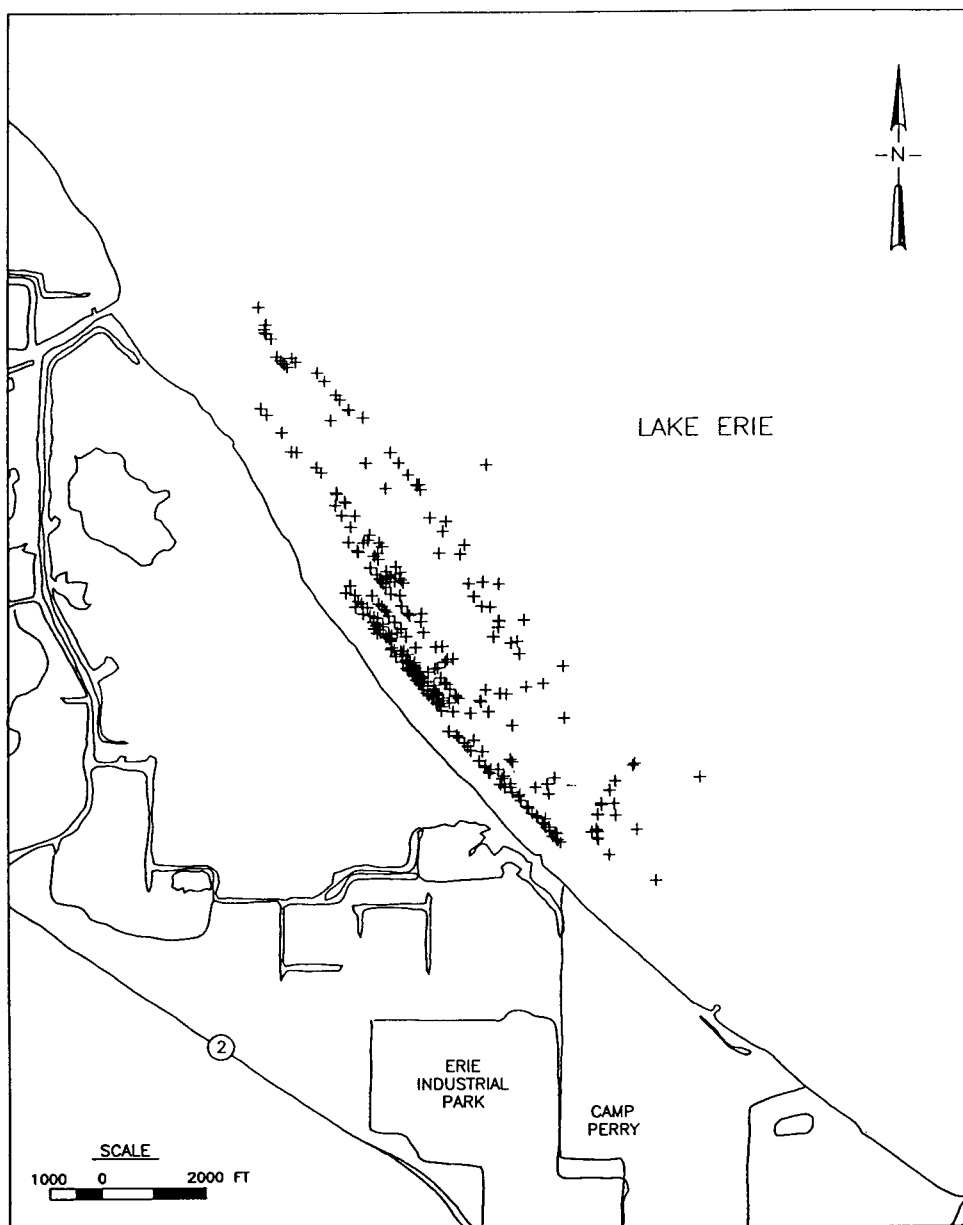 -N-
LAKE ERIE
2
ERIE
INDUSTRIAL
PARK
CAMP
PERRY
SCALE
1000 0 2000 FT